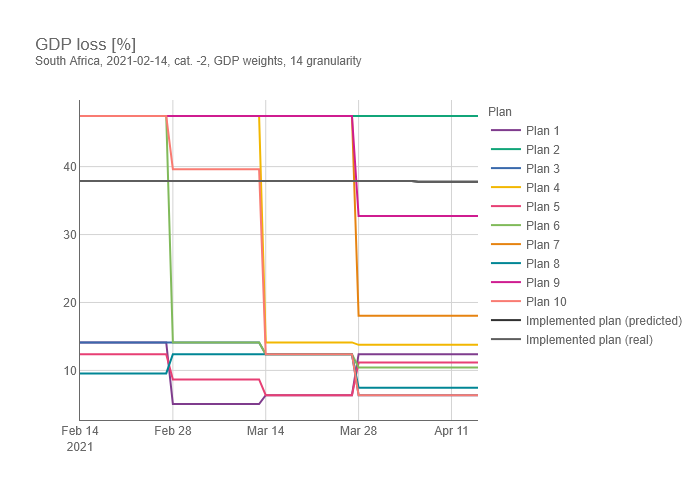 GDP loss [%]
South Africa, 2021-02-14, cat. -2, GDP weights, 14 granularity
Plan
Plan 1
Plan 2
Plan 3
Plan 4
Plan 5
Plan 6
Plan 7
Plan 8
Plan 9
Plan 10
Implemented plan (predicted)
Implemented plan (real)
40
30
20
10
Feb 14 Feb 28 Mar 14 Mar 28 Apr 11
2021